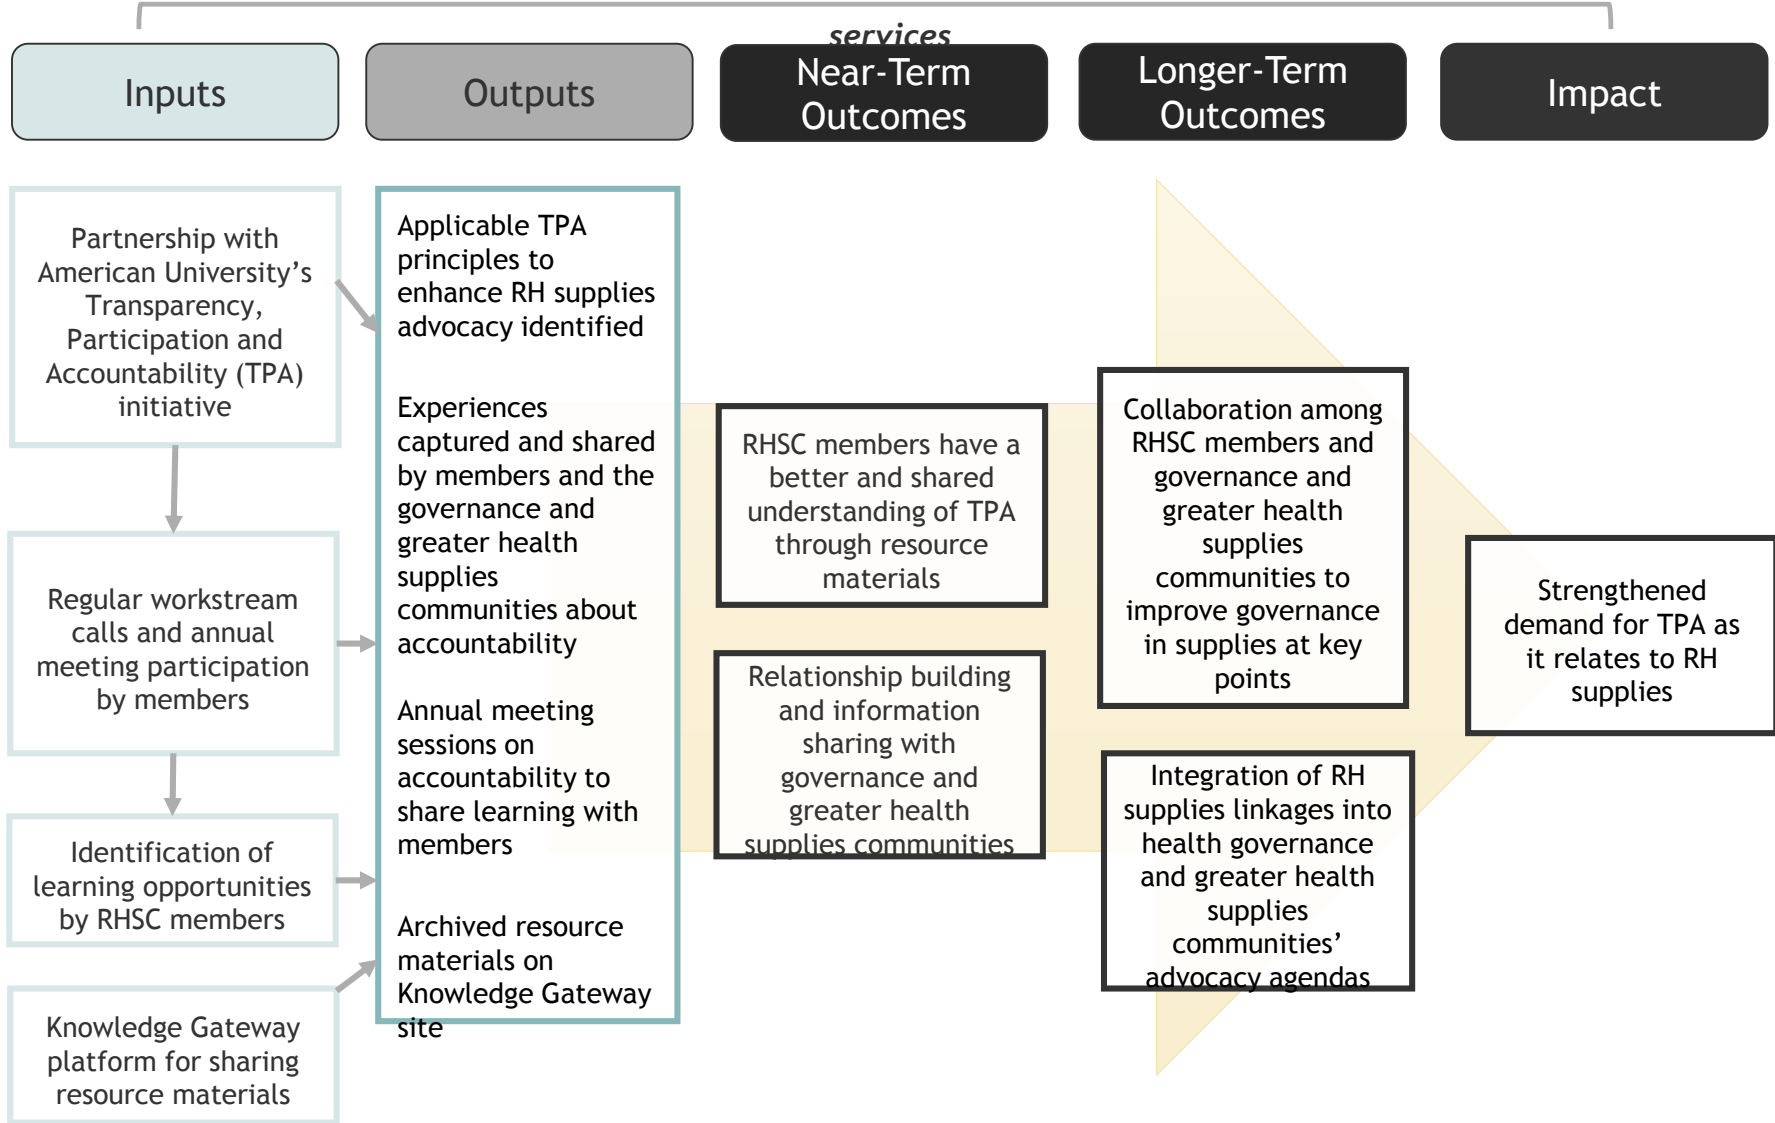 services
Inputs
Outputs
Near-Term
Outcomes
Longer-Term
Outcomes
Impact
Partnership with
American University’s
Transparency,
Participation and
Accountability (TPA)
initiative
Regular workstream
calls and annual
meeting participation
by members
Identification of
learning opportunities
by RHSC members
Knowledge Gateway
platform for sharing
resource materials
Applicable TPA
principles to
enhance RH supplies
advocacy identified
Experiences
captured and shared
by members and the
governance and
greater health
supplies
communities about
accountability
Annual meeting
sessions on
accountability to
share learning with
members
Archived resource
materials on
Knowledge Gateway
site
RHSC members have a
better and shared
understanding of TPA
through resource
materials
Relationship building
and information
sharing with
governance and
greater health
supplies communities
Collaboration among
RHSC members and
governance and
greater health
supplies
communities to
improve governance
in supplies at key
points
Integration of RH
supplies linkages into
health governance
and greater health
supplies
communities’
advocacy agendas
Strengthened
demand for TPA as
it relates to RH
supplies